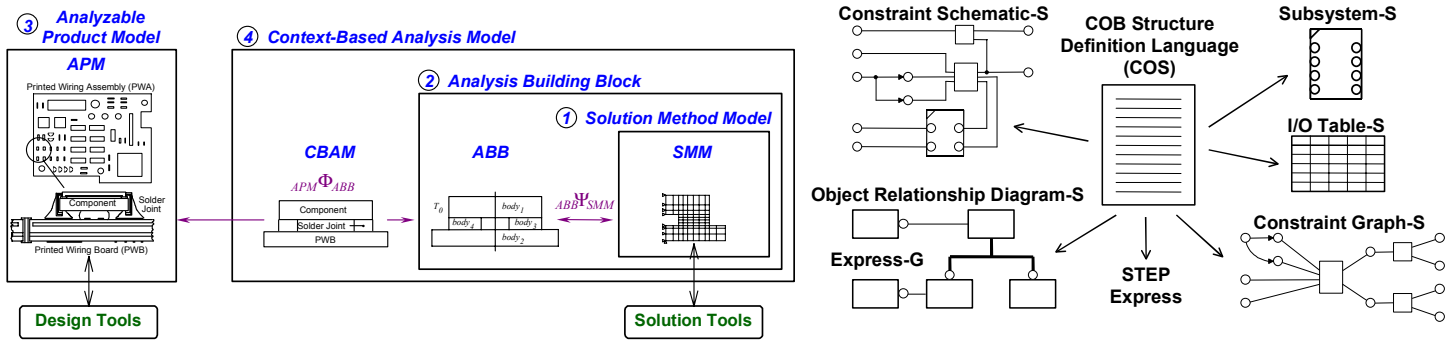 ③ Analyzable
Product Model
APM
Printed Wiring Assembly (PWA)
Component
Solder
Joint
Printed Wiring Board (PWB)
Design Tools
④ Context-Based Analysis Model
② Analysis Building Block
① Solution Method Model
CBAM
ABB
SMM
APMΦABB
Component
Solder Joint
PWB
T0
body1
body4
body3
body2
ABBΨSMM
Solution Tools
Constraint Schematic-S
COB Structure
Definition Language
(COS)
Subsystem-S
I/O Table-S
Object Relationship Diagram-S
Express-G
STEP
Express
Constraint Graph-S